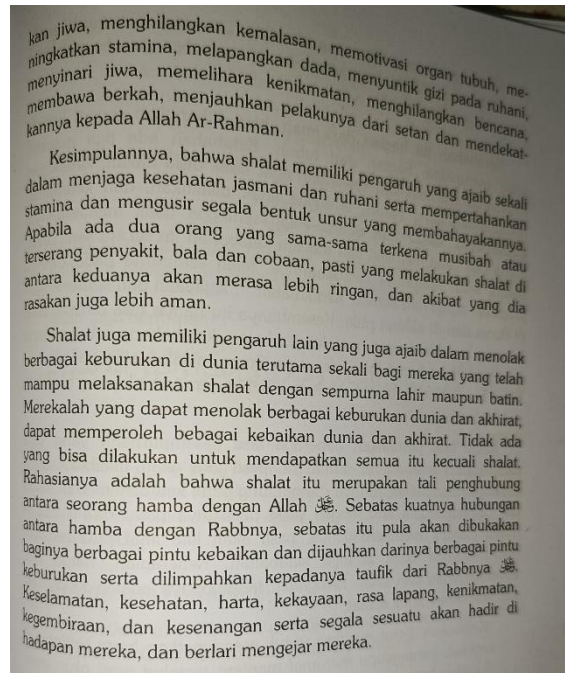 kan jiwa, menghilangkan kemalasan, memotivasi organ tubuh, me-
ningkatkan stamina, melapangkan dada, menyuntik gizi pada ruhani,
menyinari jiwa, memelihara kenikmatan, menghilangkan bencana,
membawa berkah, menjauhkan pelakunya dari setan dan mendekat-
kannya kepada Allah Ar-Rahman.
Kesimpulannya, bahwa shalat memiliki pengaruh yang ajaib sekali
dalam menjaga kesehatan jasmani dan ruhani serta mempertahankan
stamina dan mengusir segala bentuk unsur yang membahayakannya.
Apabila ada dua orang yang sama-sama terkena musibah atau
terserang penyakit, bala dan cobaan, pasti yang melakukan shalat di
antara keduanya akan merasa lebih ringan, dan akibat yang dia
rasakan juga lebih aman.
Shalat juga memiliki pengaruh lain yang juga ajaib dalam menolak
berbagai keburukan di dunia terutama sekali bagi mereka yang telah
mampu melaksanakan shalat dengan sempurna lahir maupun batin.
Merekalah yang dapat menolak berbagai keburukan dunia dan akhirat,
dapat memperoleh bebagai kebaikan dunia dan akhirat. Tidak ada
yang bisa dilakukan untuk mendapatkan semua itu kecuali shalat.
Rahasianya adalah bahwa shalat itu merupakan tali penghubung
antara seorang hamba dengan Allah. Sebatas kuatnya hubungan
antara hamba dengan Rabbnya, sebatas itu pula akan dibukakan
baginya berbagai pintu kebaikan dan dijauhkan darinya berbagai pintu
keburukan serta dilimpahkan kepadanya taufik dari Rabbnya.
Keselamatan, kesehatan, harta, kekayaan, rasa lapang, kenikmatan,
kegembiraan, dan kesenangan serta segala sesuatu akan hadir di
hadapan mereka, dan berlari mengejar mereka.